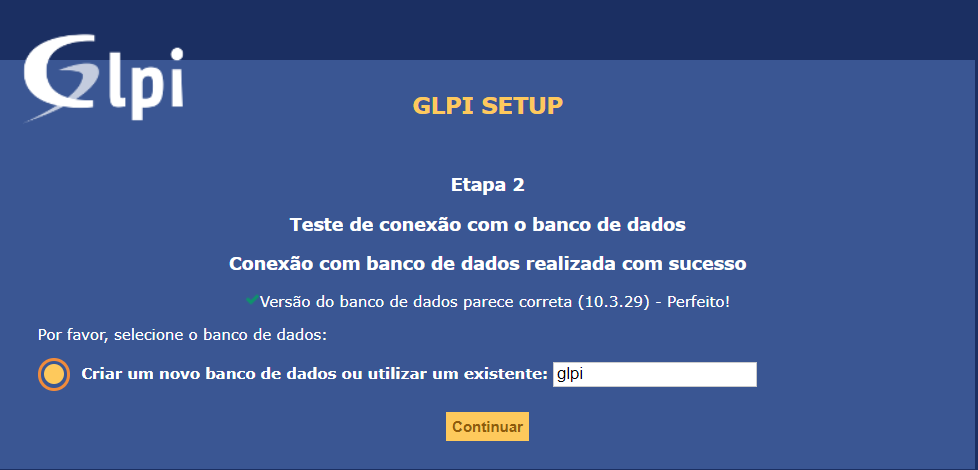 Glpi
GLPI SETUP
Etapa 2
Teste de conexão com o banco de dados
Conexão com banco de dados realizada com sucesso
Versão do banco de dados parece correta (10.3.29) - Perfeito!
Por favor, selecione o banco de dados:
Criar um novo banco de dados ou utilizar um existente: glpi
Continuar